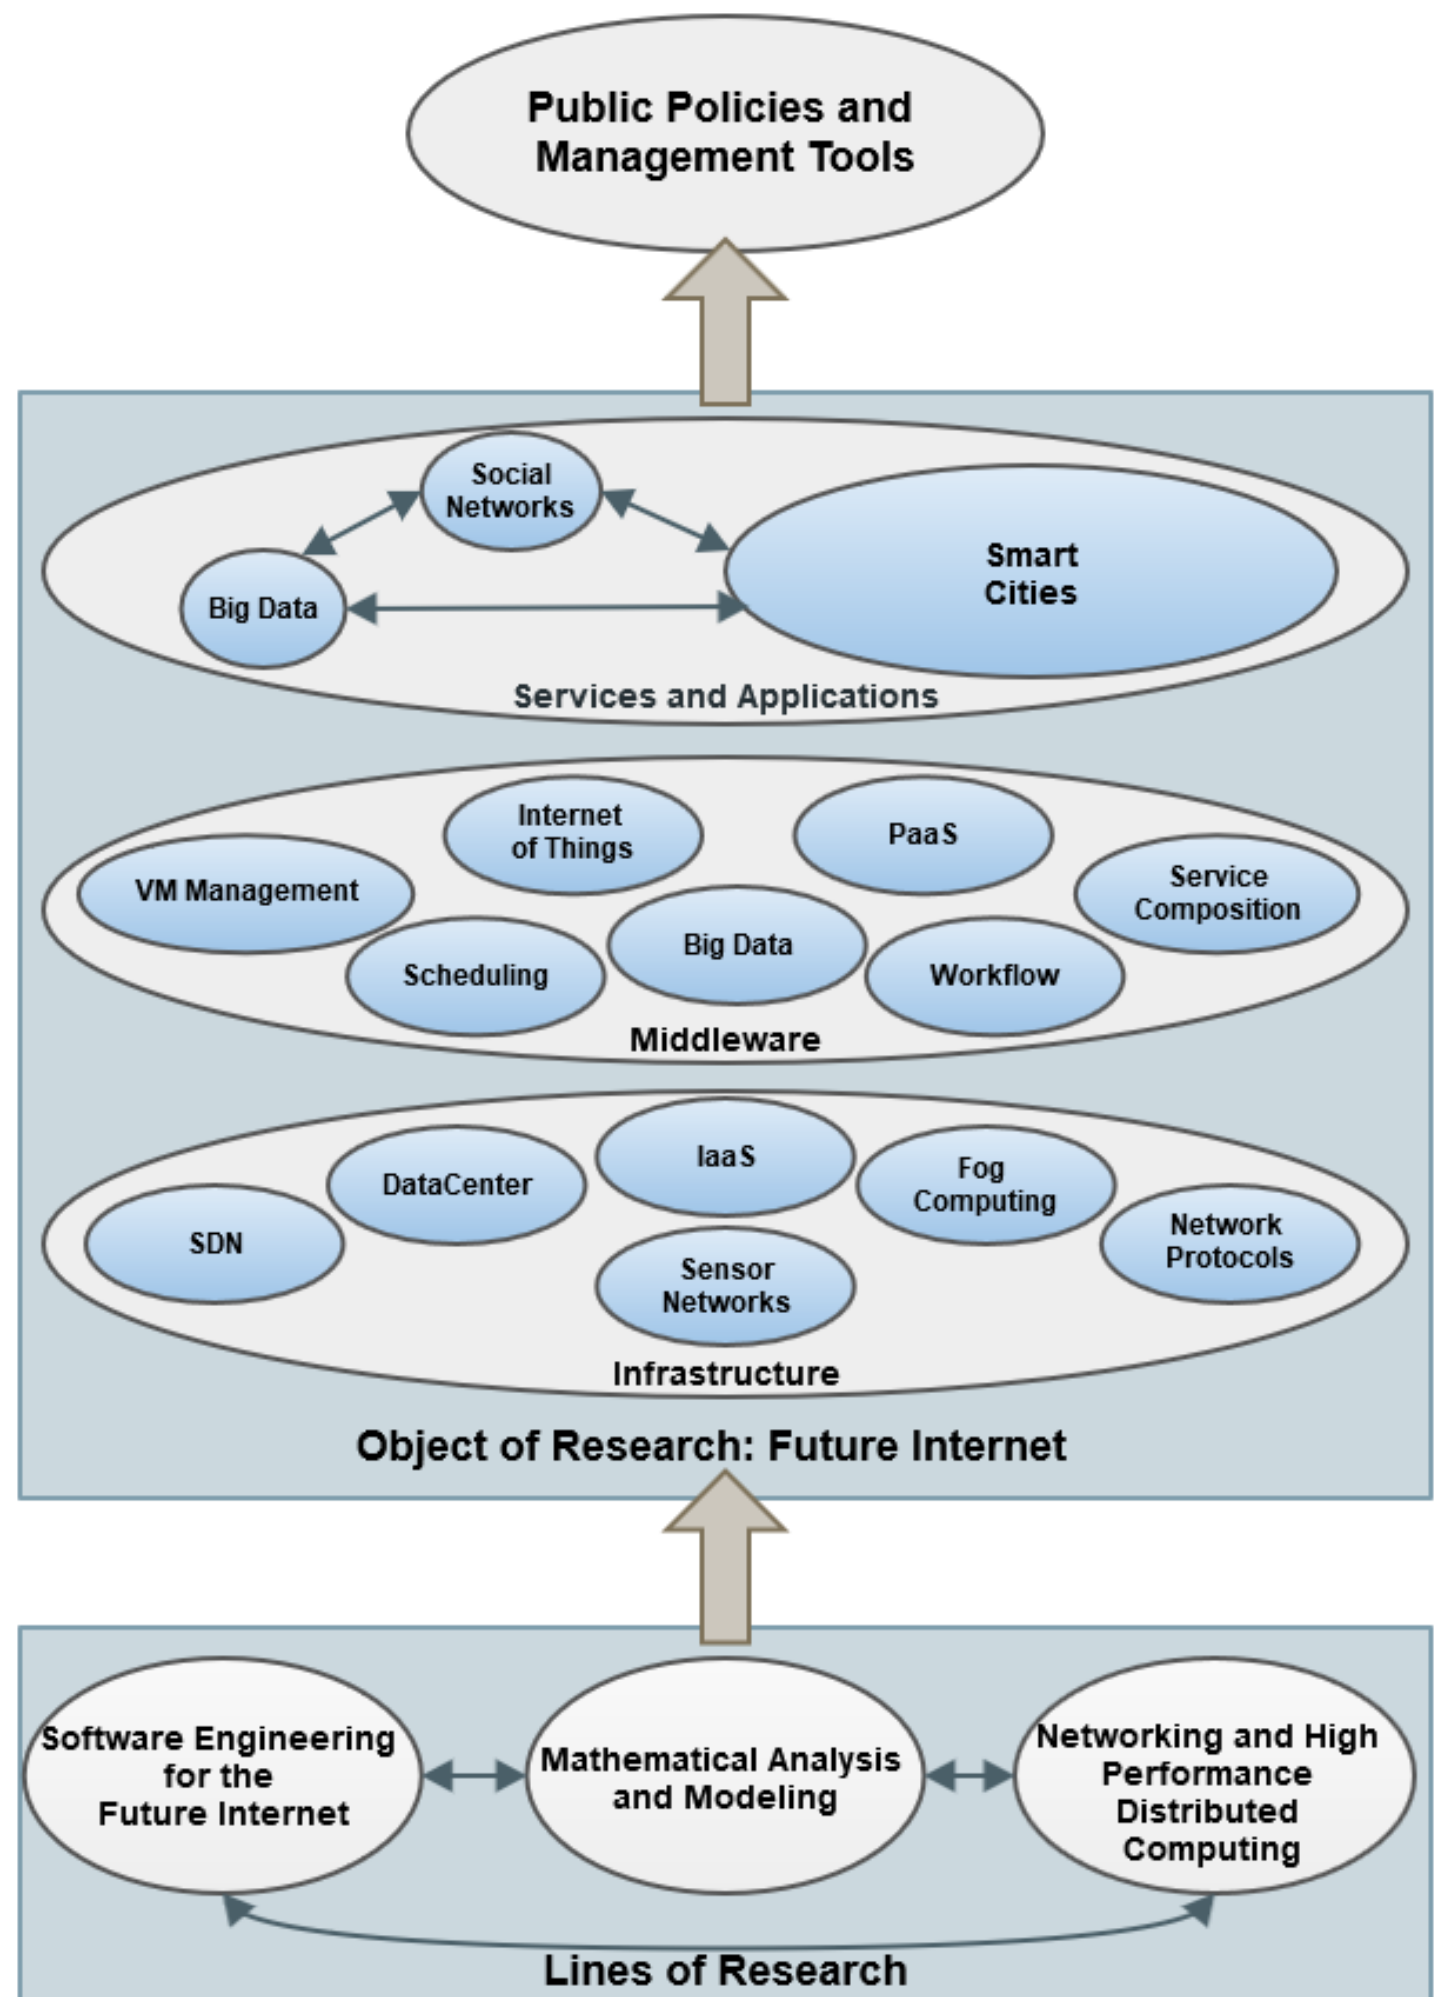 Public Policies and
Management Tools
Social
Networks
Smart
Cities
Big Data
Services and Applications
Internet
of Things
PaaS
VM Management
Service
Composition
Big Data
Scheduling
Workflow
Middleware
IaaS
DataCenter
Fog
Computing
SDN
Network
Protocols
Sensor
Networks
Infrastructure
Object of Research: Future Internet
Software Engineering
for the
Future Internet
Mathematical Analysis
and Modeling
Networking and High
Performance
Distributed
Computing
Lines of Research